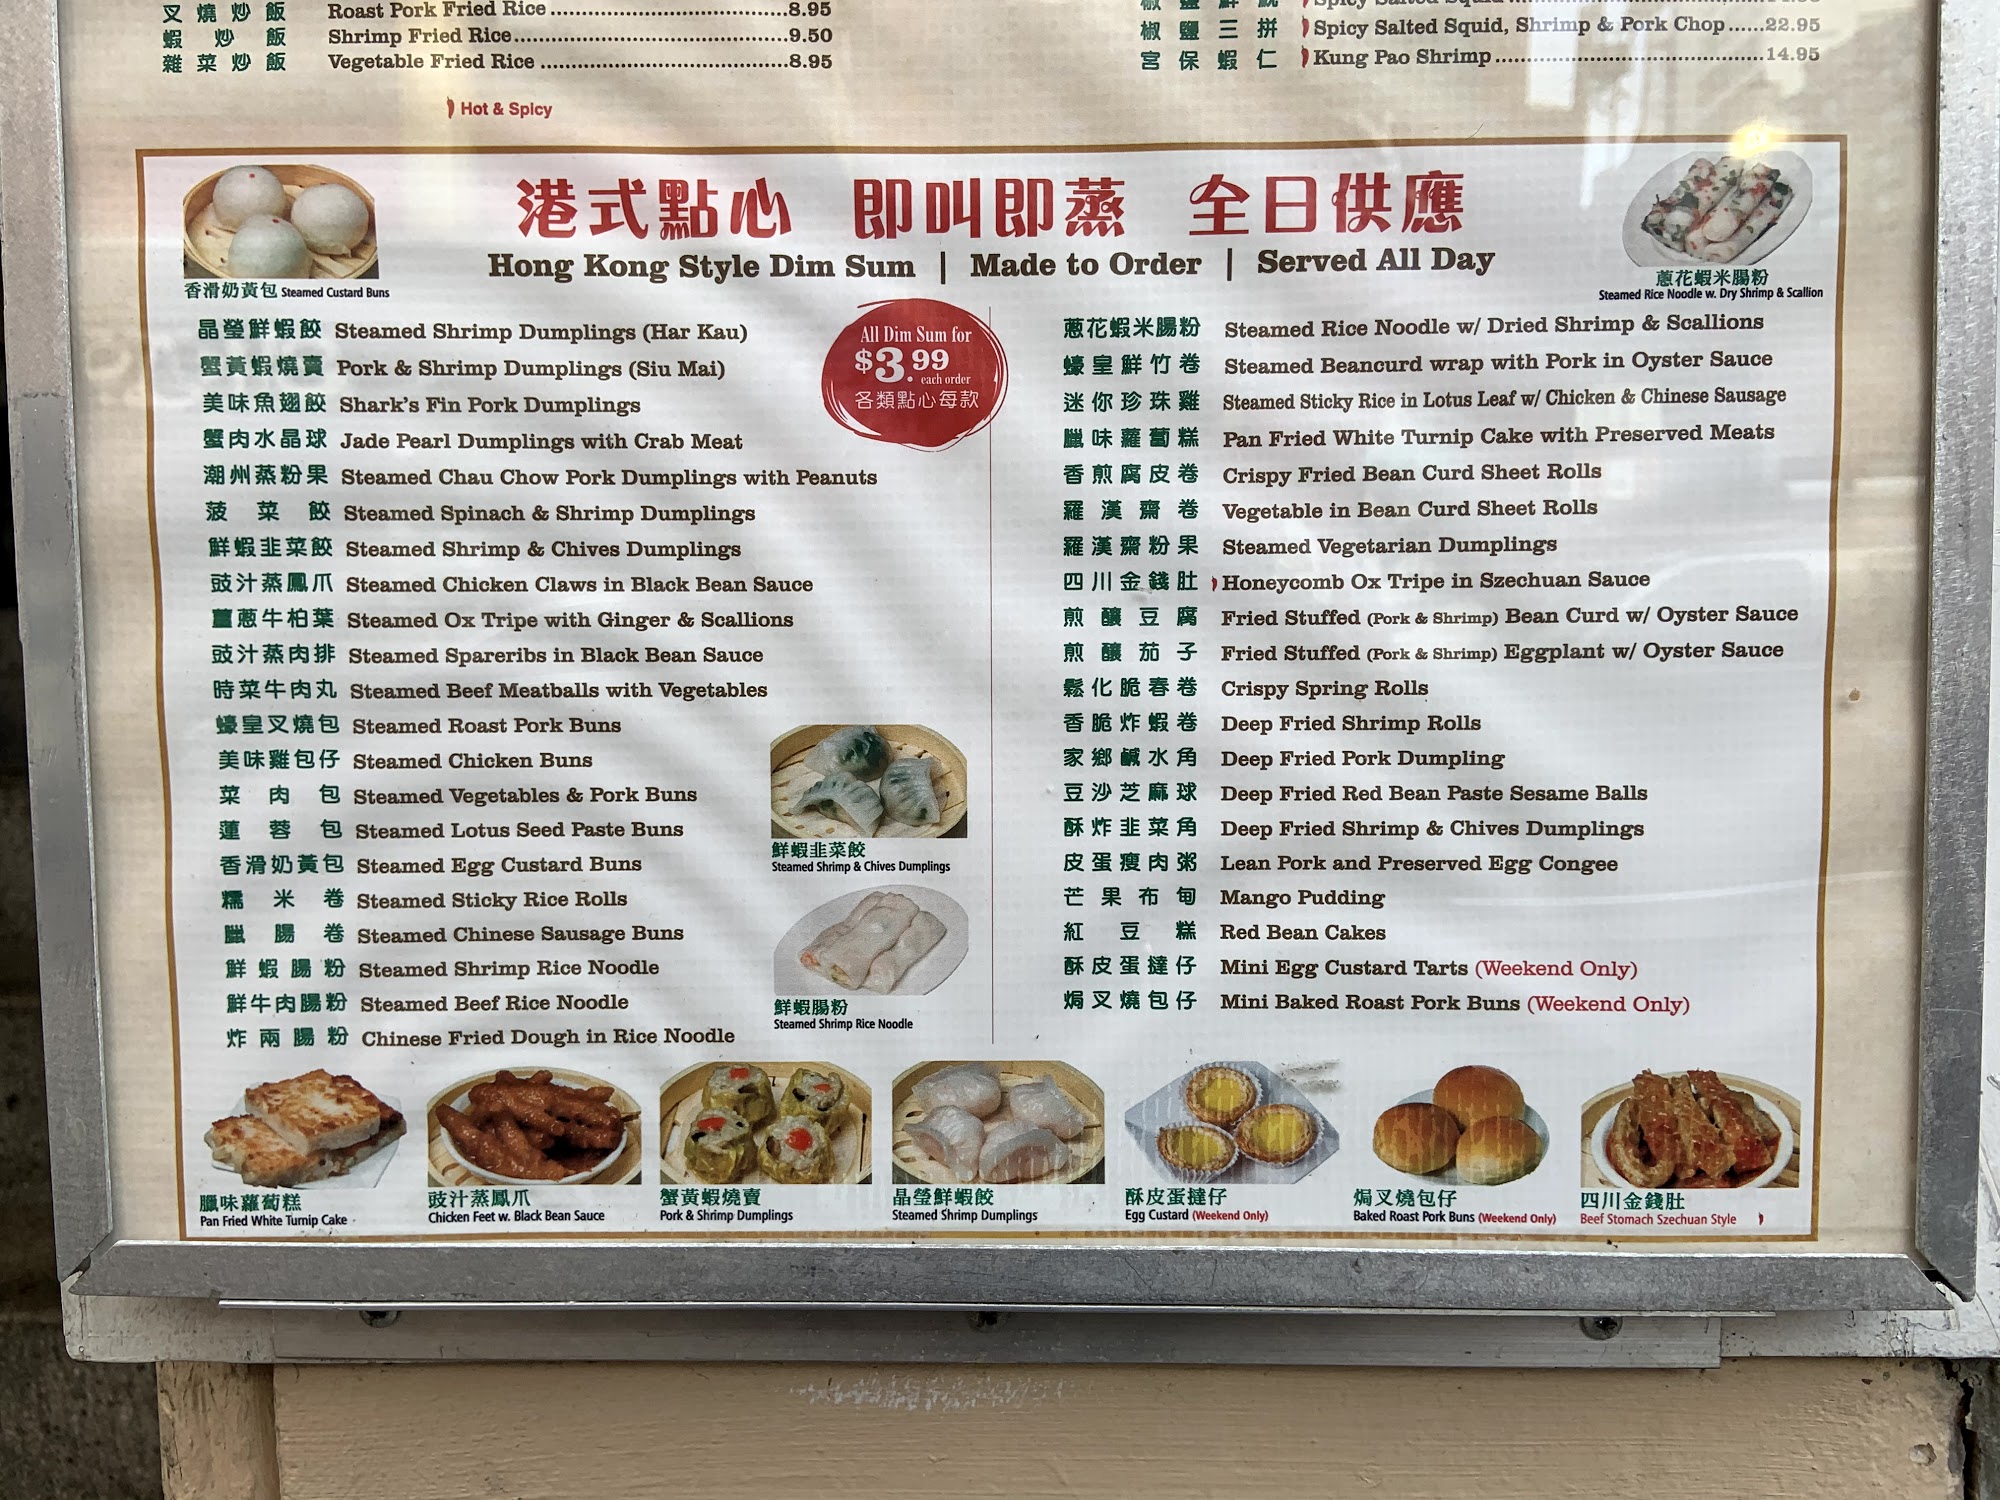 叉燒炒飯 Roast Pork Fried Rice 8.95
蝦炒飯 Shrimp Fried Rice 9.50
雜菜炒飯 Vegetable Fried Rice 8.95
Hot & Spicy
椒鹽三拼 Spicy Salted Squid, Shrimp & Pork Chop 22.95
宮保蝦仁 Kung Pao Shrimp 14.95
港式點心 即叫即蒸 全日供應
Hong Kong Style Dim Sum | Made to Order | Served All Day
香滑奶黃包 Steamed Custard Buns
蔥花蝦米腸粉
Steamed Rice Noodle w. Dry Shrimp & Scallion
All Dim Sum for
$3.99
each order
各類點心每款
晶瑩鮮蝦餃 Steamed Shrimp Dumplings (Har Kau)
蟹黃蝦燒賣 Pork & Shrimp Dumplings (Siu Mai)
美味魚翅餃 Shark's Fin Pork Dumplings
蟹肉水晶球 Jade Pearl Dumplings with Crab Meat
潮州蒸粉果 Steamed Chau Chow Pork Dumplings with Peanuts
菠菜餃 Steamed Spinach & Shrimp Dumplings
鮮蝦韭菜餃 Steamed Shrimp & Chives Dumplings
豉汁蒸鳳爪 Steamed Chicken Claws in Black Bean Sauce
薑蔥牛柏葉 Steamed Ox Tripe with Ginger & Scallions
豉汁蒸肉排 Steamed Spareribs in Black Bean Sauce
時菜牛肉丸 Steamed Beef Meatballs with Vegetables
蠔皇叉燒包 Steamed Roast Pork Buns
美味雞包仔 Steamed Chicken Buns
菜肉包 Steamed Vegetables & Pork Buns
蓮蓉包 Steamed Lotus Seed Paste Buns
香滑奶黃包 Steamed Egg Custard Buns
糯米卷 Steamed Sticky Rice Rolls
臘腸卷 Steamed Chinese Sausage Buns
鮮蝦腸粉 Steamed Shrimp Rice Noodle
鮮牛肉腸粉 Steamed Beef Rice Noodle
炸兩腸粉 Chinese Fried Dough in Rice Noodle
鮮蝦韭菜餃
Steamed Shrimp & Chives Dumplings
鮮蝦腸粉
Steamed Shrimp Rice Noodle
蔥花蝦米腸粉 Steamed Rice Noodle w/ Dried Shrimp & Scallions
蠔皇鮮竹卷 Steamed Beancurd wrap with Pork in Oyster Sauce
迷你珍珠雞 Steamed Sticky Rice in Lotus Leaf w/ Chicken & Chinese Sausage
臘味蘿蔔糕 Pan Fried White Turnip Cake with Preserved Meats
香煎腐皮卷 Crispy Fried Bean Curd Sheet Rolls
羅漢齋卷 Vegetable in Bean Curd Sheet Rolls
羅漢齋粉果 Steamed Vegetarian Dumplings
四川金錢肚 Honeycomb Ox Tripe in Szechuan Sauce
煎釀豆腐 Fried Stuffed (Pork & Shrimp) Bean Curd w/ Oyster Sauce
煎釀茄子 Fried Stuffed (Pork & Shrimp) Eggplant w/ Oyster Sauce
鬆化脆春卷 Crispy Spring Rolls
香脆炸蝦卷 Deep Fried Shrimp Rolls
家鄉鹹水角 Deep Fried Pork Dumpling
豆沙芝麻球 Deep Fried Red Bean Paste Sesame Balls
酥炸韭菜角 Deep Fried Shrimp & Chives Dumplings
皮蛋瘦肉粥 Lean Pork and Preserved Egg Congee
芒果布甸 Mango Pudding
紅豆糕 Red Bean Cakes
酥皮蛋撻仔 Mini Egg Custard Tarts (Weekend Only)
焗叉燒包仔 Mini Baked Roast Pork Buns (Weekend Only)
臘味蘿蔔糕
Pan Fried White Turnip Cake
豉汁蒸鳳爪
Chicken Feet w. Black Bean Sauce
蟹黃蝦燒賣
Pork & Shrimp Dumplings
晶瑩鮮蝦餃
Steamed Shrimp Dumplings
酥皮蛋撻仔
Egg Custard (Weekend Only)
焗叉燒包仔
Baked Roast Pork Buns (Weekend Only)
四川金錢肚
Beef Stomach Szechuan Style